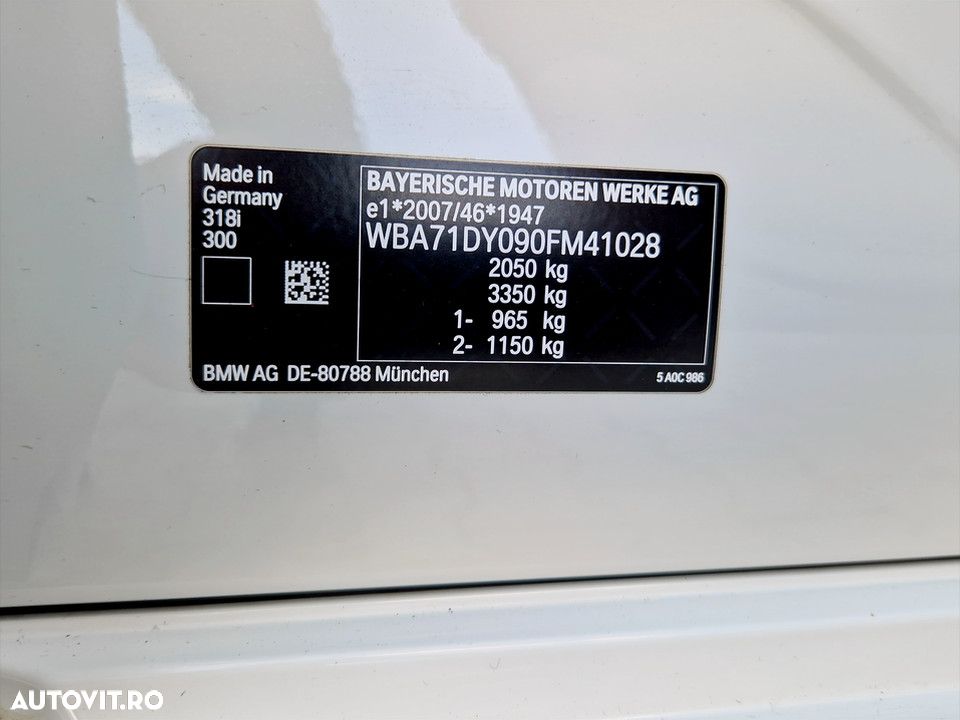 Made in
Germany
318i
300
BAYERISCHE MOTOREN WERKE AG
e1*2007/46*1947
WBA71DY090FM41028
2050 kg
3350 kg
1- 965 kg
2- 1150 kg
BMW AG DE-80788 München
5 A0C 986
AUTOVIT.RO